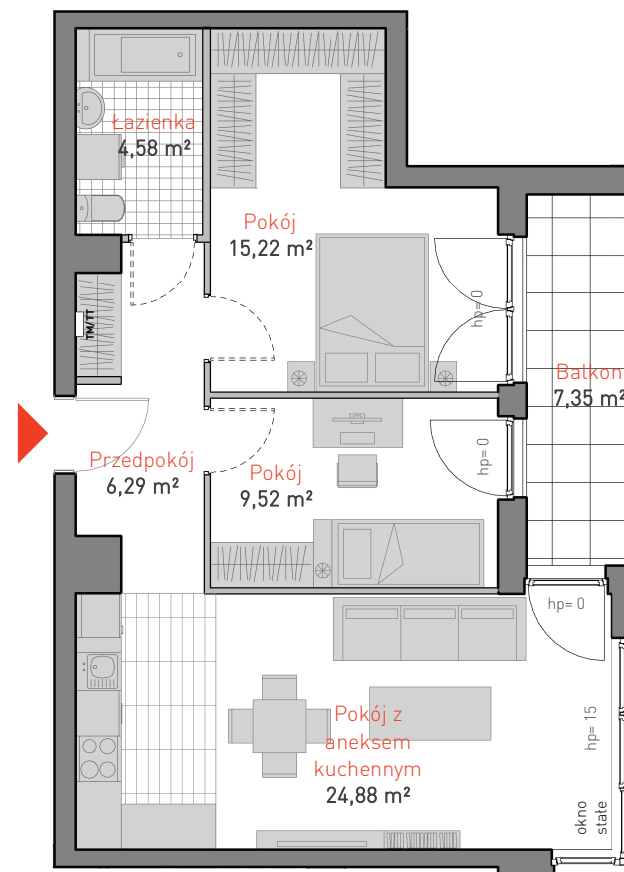 Łazienka
4,58 m²
Pokój
15,22 m²
hp= 0
TM/TT
Balkon
7,35 m²
Przedpokój
6,29 m²
Pokój
9,52 m²
hp= 0
hp= 0
Pokój z
aneksem
kuchennym
24,88 m²
hp= 15
okno
stałe